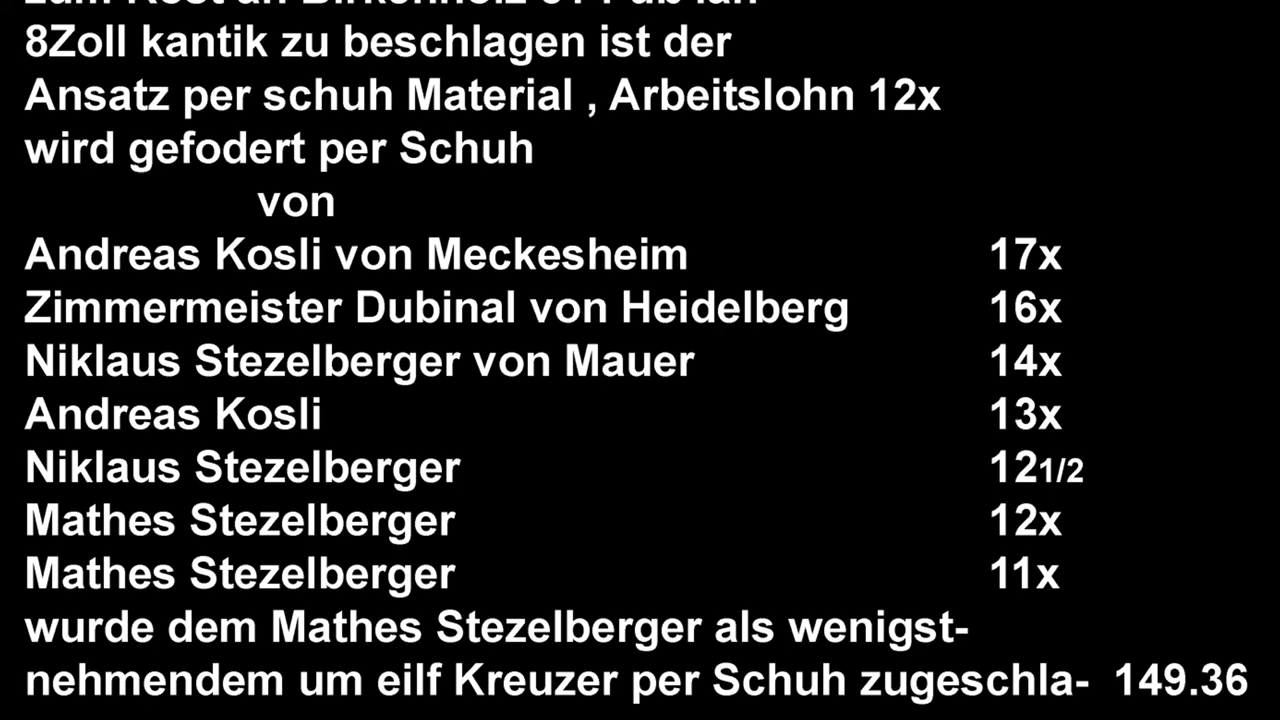 8Zoll kantik zu beschlagen ist der
Ansatz per schuh Material , Arbeitslohn 12x
wird gefodert per Schuh
von
Andreas Kosli von Meckesheim 17x
Zimmermeister Dubinal von Heidelberg 16x
Niklaus Stezelberger von Mauer 14x
Andreas Kosli 13x
Niklaus Stezelberger 121/2
Mathes Stezelberger 12x
Mathes Stezelberger 11x
wurde dem Mathes Stezelberger als wenigst-
nehmendem um eilf Kreuzer per Schuh zugeschla- 149.36